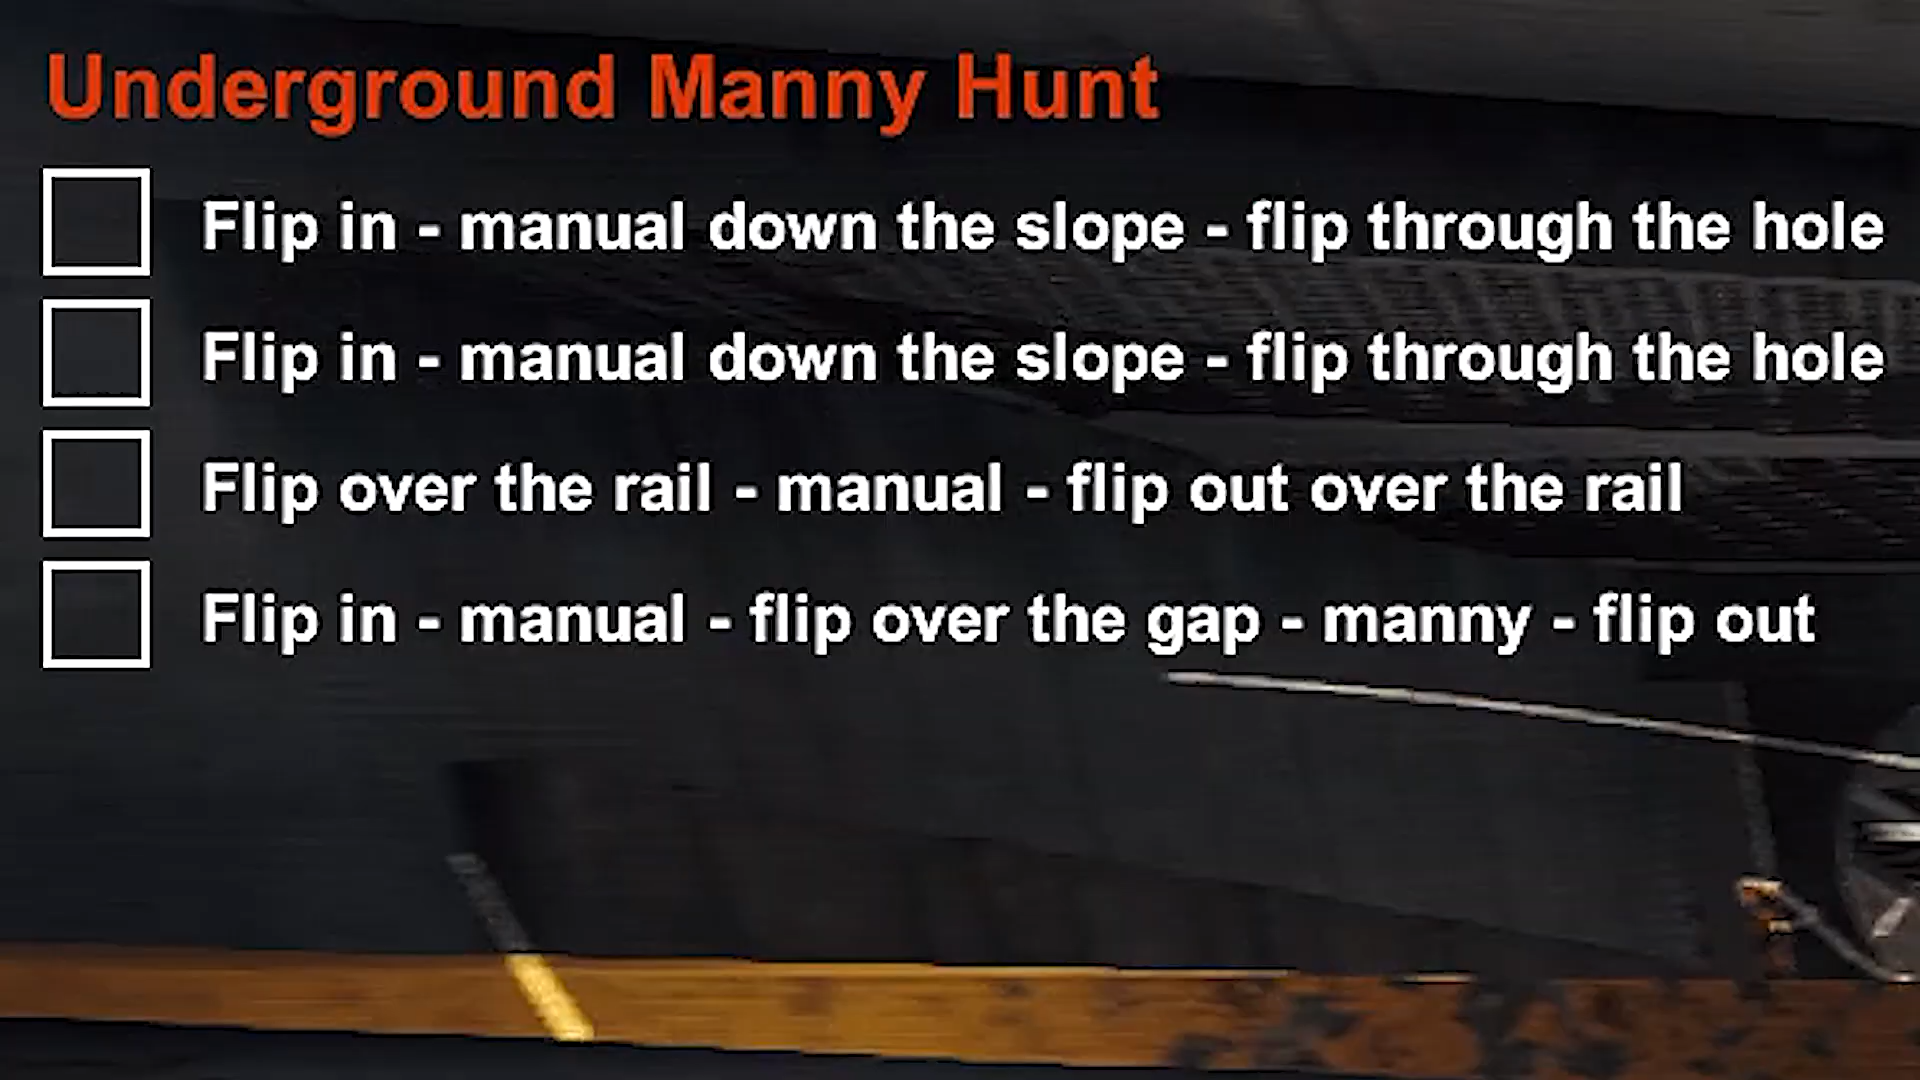 Underground Manny Hunt
Flip in - manual down the slope - flip through the hole
Flip in - manual down the slope - flip through the hole
Flip over the rail - manual - flip out over the rail
Flip in - manual - flip over the gap - manny - flip out